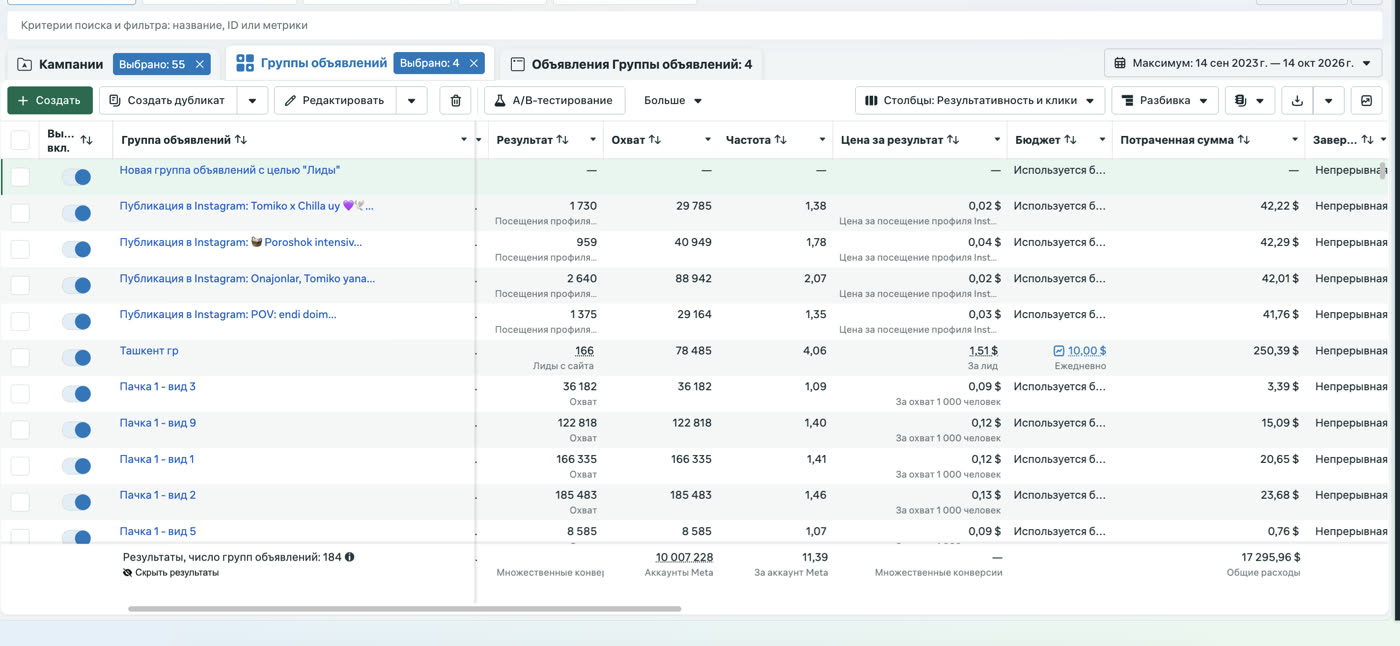 Критерии поиска и фильтра: название, ID или метрики
Кампании Выбрано: 55 Группы объявлений Выбрано: 4 Объявления Группы объявлений: 4 Максимум: 14 сен 2023 г. — 14 окт 2026 г.
Создать Создать дубликат Редактировать A/B-тестирование Больше Столбцы: Результативность и клики Разбивка
Вы... вкл. Группа объявлений Результат Охват Частота Цена за результат Бюджет Потраченная сумма Завер...
Новая группа объявлений с целью "Лиды" — — — — Используется б... — Непрерывная
Публикация в Instagram: Tomiko x Chilla uy 💜🕊... 1 730 29 785 1,38 0,02 $ Используется б... 42,22 $ Непрерывная
Посещения профиля... Цена за посещение профиля Inst...
Публикация в Instagram: Poroshok intensiv... 959 40 949 1,78 0,04 $ Используется б... 42,29 $ Непрерывная
Посещения профиля... Цена за посещение профиля Inst...
Публикация в Instagram: Onajonlar, Tomiko yana... 2 640 88 942 2,07 0,02 $ Используется б... 42,01 $ Непрерывная
Посещения профиля... Цена за посещение профиля Inst...
Публикация в Instagram: POV: endi doim... 1 375 29 164 1,35 0,03 $ Используется б... 41,76 $ Непрерывная
Посещения профиля... Цена за посещение профиля Inst...
Ташкент гр 166 78 485 4,06 1,51 $ 10,00 $ 250,39 $ Непрерывная
Лиды с сайта За лид Ежедневно
Пачка 1 - вид 3 36 182 36 182 1,09 0,09 $ Используется б... 3,39 $ Непрерывная
Охват За охват 1 000 человек
Пачка 1 - вид 9 122 818 122 818 1,40 0,12 $ Используется б... 15,09 $ Непрерывная
Охват За охват 1 000 человек
Пачка 1 - вид 1 166 335 166 335 1,41 0,12 $ Используется б... 20,65 $ Непрерывная
Охват За охват 1 000 человек
Пачка 1 - вид 2 185 483 185 483 1,46 0,13 $ Используется б... 23,68 $ Непрерывная
Охват За охват 1 000 человек
Пачка 1 - вид 5 8 585 8 585 1,07 0,09 $ Используется б... 0,76 $ Непрерывная
Результаты, число групп объявлений: 184 10 007 228 11,39 — 17 295,96 $
Скрыть результаты Множественные конвер Аккаунты Meta За аккаунт Meta Множественные конверсии Общие расходы